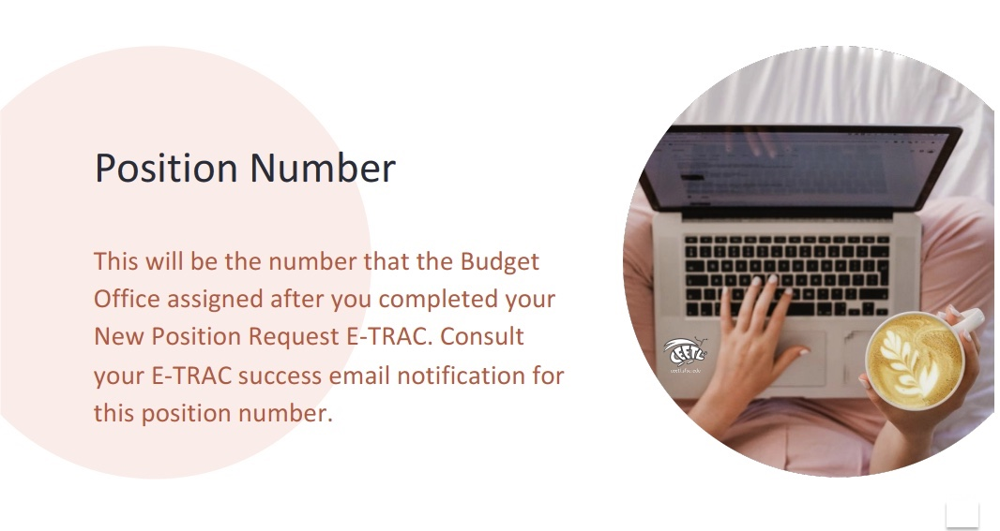 Position Number
This will be the number that the Budget
Office assigned after you completed your
New Position Request E-TRAC. Consult
your E-TRAC success email notification for
this position number.